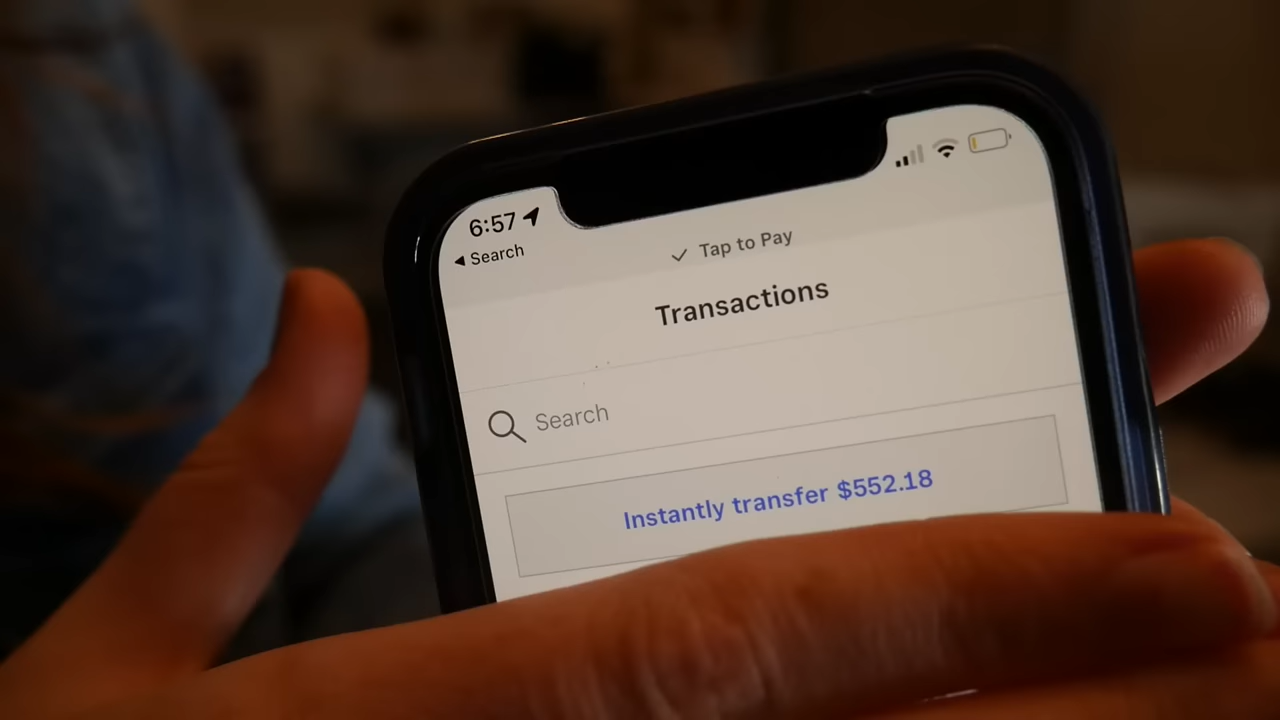 6:57
◀ Search
✓ Tap to Pay
Transactions
Search
Instantly transfer $552.18